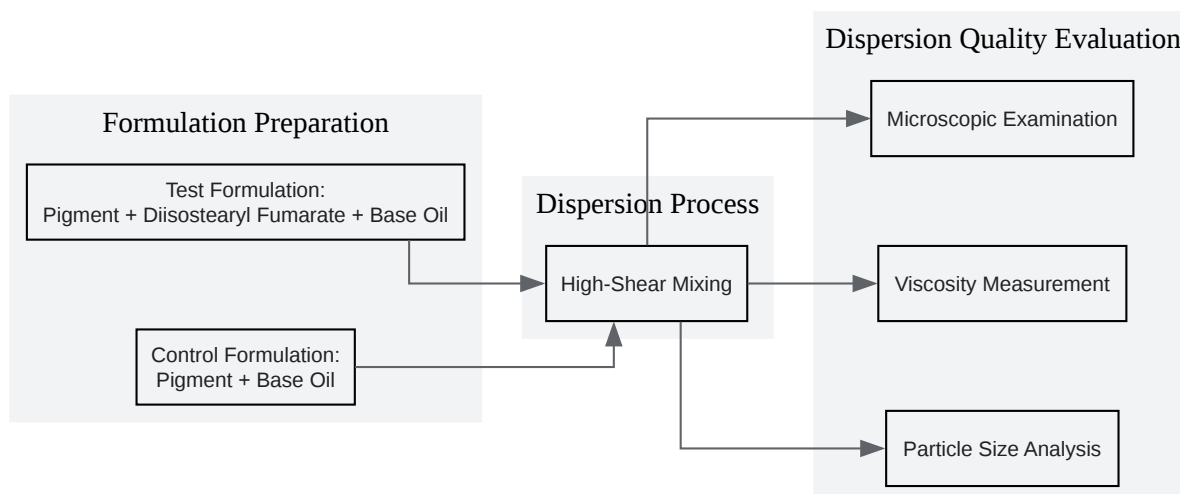 Formulation Preparation
Test Formulation:
Pigment + Diisostearyl Fumarate + Base Oil
Control Formulation:
Pigment + Base Oil
Dispersion Process
High-Shear Mixing
Dispersion Quality Evaluation
Microscopic Examination
Viscosity Measurement
Particle Size Analysis